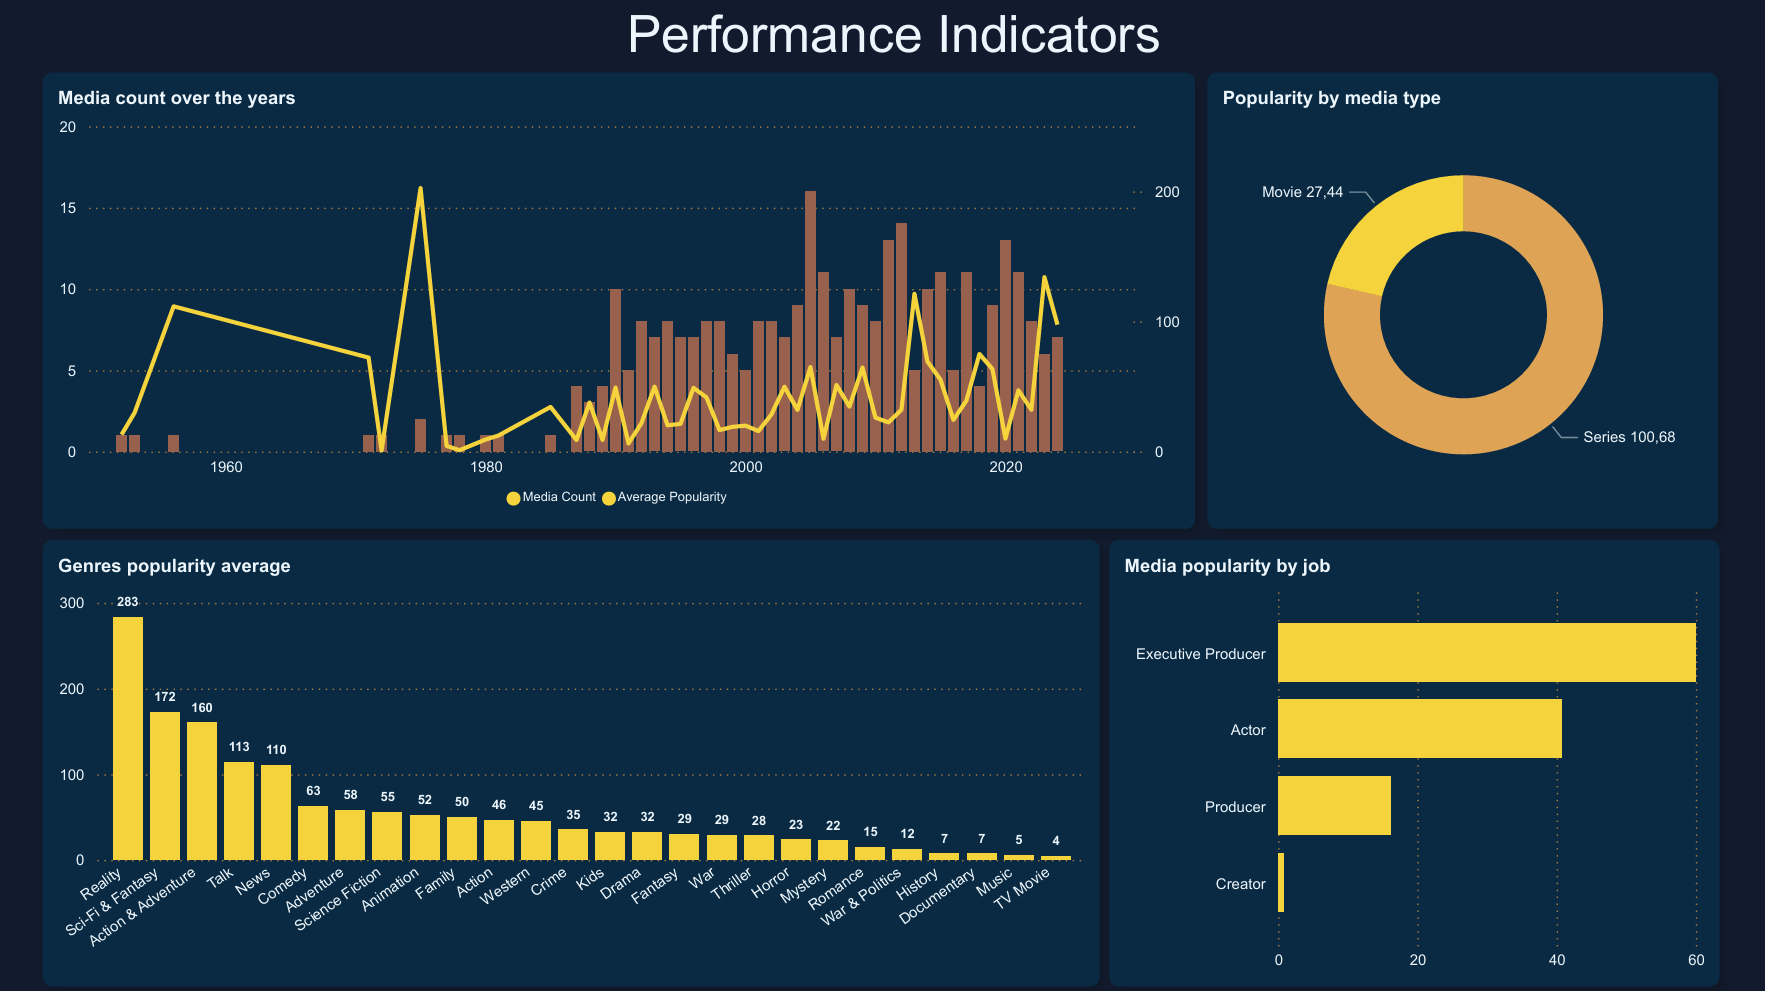 Performance Indicators
Media count over the years
20
15
10
5
0
200
100
0
1960 1980 2000 2020
Media Count Average Popularity
Popularity by media type
Movie 27,44
Series 100,68
Genres popularity average
300
200
100
0
283 172 160 113 110 63 58 55 52 50 46 45 35 32 32 29 29 28 23 22 15 12 7 7 5 4
Reality
Sci-Fi & Fantasy
Action & Adventure
Talk
News
Comedy
Adventure
Science Fiction
Animation
Family
Action
Western
Crime
Kids
Drama
Fantasy
War
Thriller
Horror
Mystery
Romance
War & Politics
History
Documentary
Music
TV Movie
Media popularity by job
Executive Producer
Actor
Producer
Creator
0 20 40 60